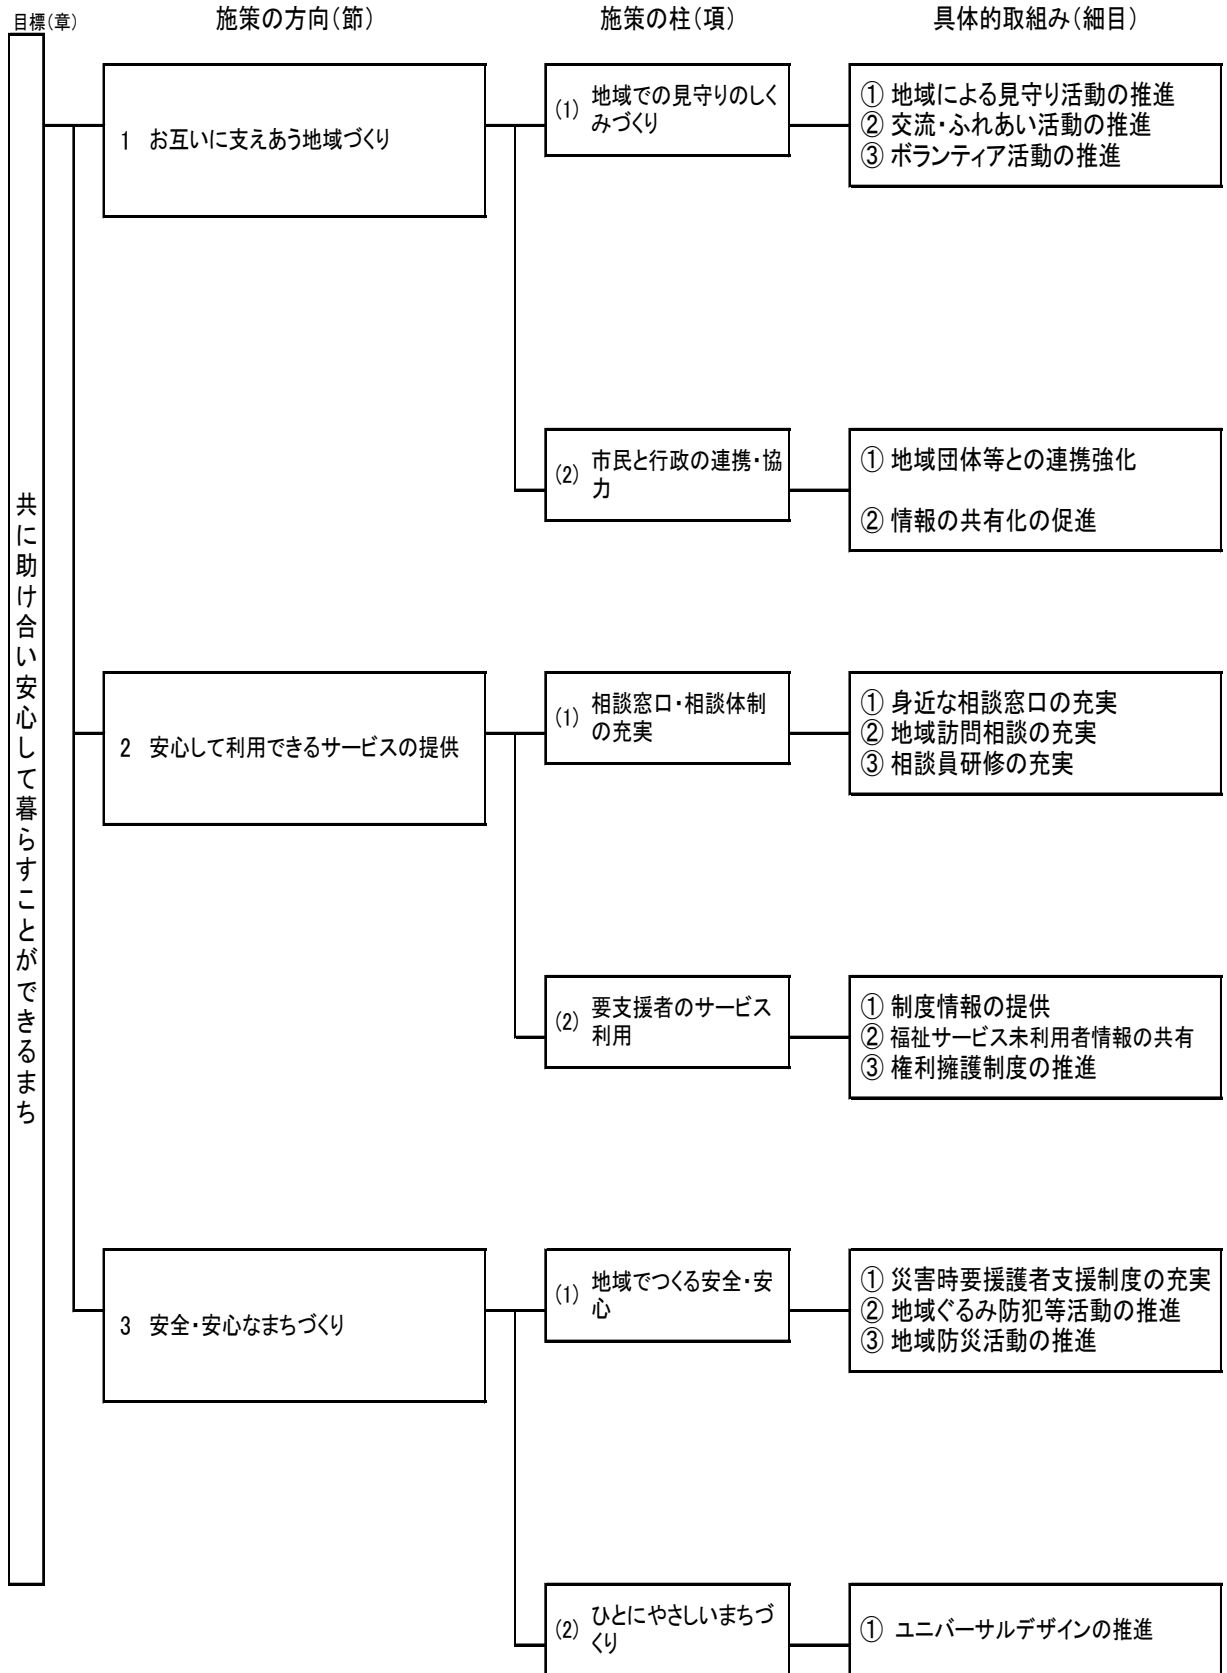 目標(章)
施策の方向(節)
施策の柱(項)
具体的取組み(細目)
共に助け合い安心して暮らすことができるまち
1 お互いに支えあう地域づくり
(1) 地域での見守りのしく
みづくり
① 地域による見守り活動の推進
② 交流・ふれあい活動の推進
③ ボランティア活動の推進
(2) 市民と行政の連携・協
力
① 地域団体等との連携強化
② 情報の共有化の促進
2 安心して利用できるサービスの提供
(1) 相談窓口・相談体制
の充実
① 身近な相談窓口の充実
② 地域訪問相談の充実
③ 相談員研修の充実
(2) 要支援者のサービス
利用
① 制度情報の提供
② 福祉サービス未利用者情報の共有
③ 権利擁護制度の推進
3 安全・安心なまちづくり
(1) 地域でつくる安全・安
心
① 災害時要援護者支援制度の充実
② 地域ぐるみ防犯等活動の推進
③ 地域防災活動の推進
(2) ひとにやさしいまちづ
くり
① ユニバーサルデザインの推進